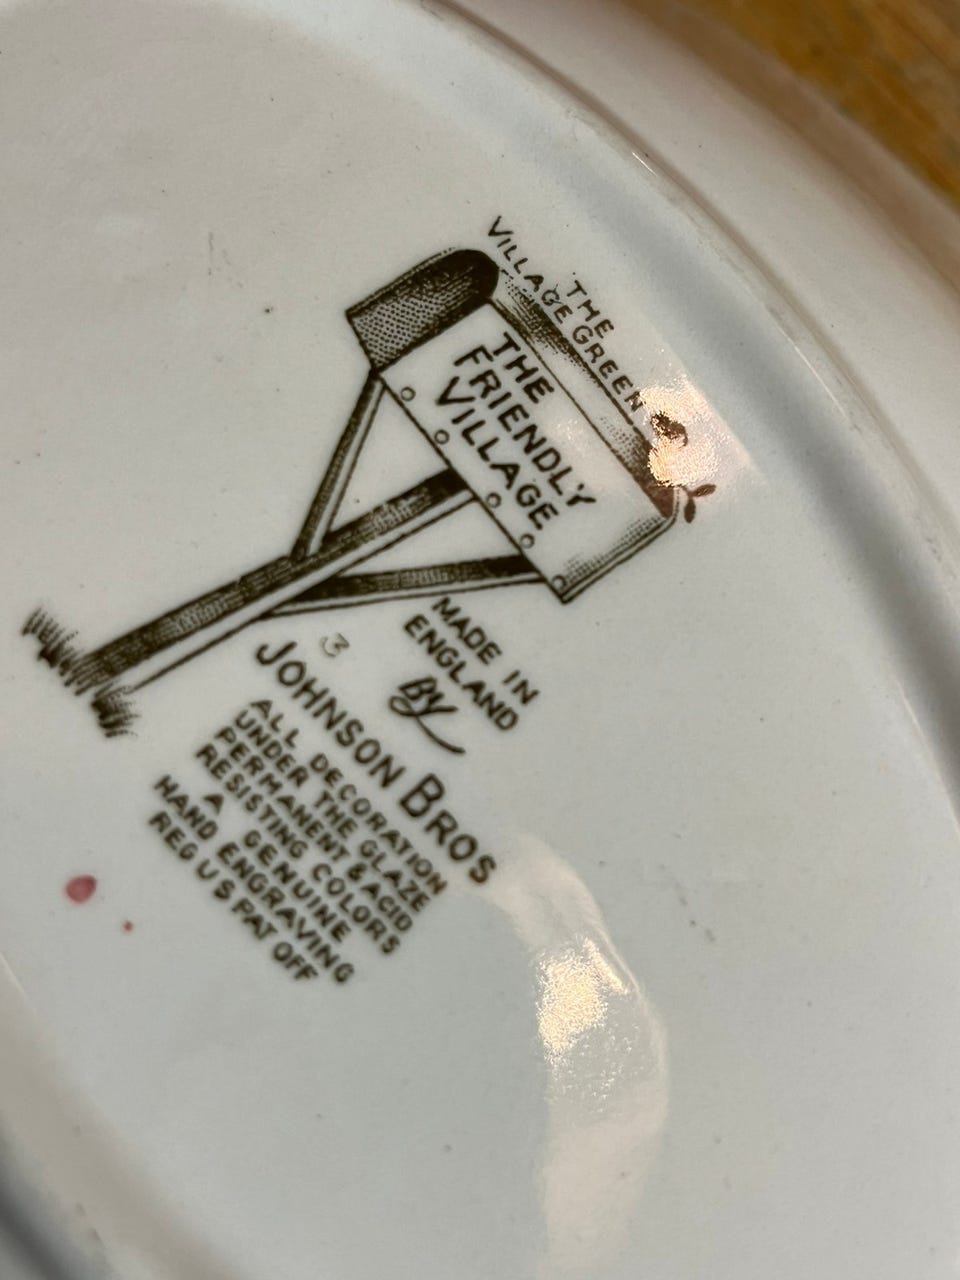 THE
VILLAGE GREEN
THE
FRIENDLY
VILLAGE
MADE IN
ENGLAND
By
3
JOHNSON BROS
ALL DECORATION
UNDER THE GLAZE
PERMANENT & ACID
RESISTING COLORS
A GENUINE
HAND ENGRAVING
REG U S PAT OFF